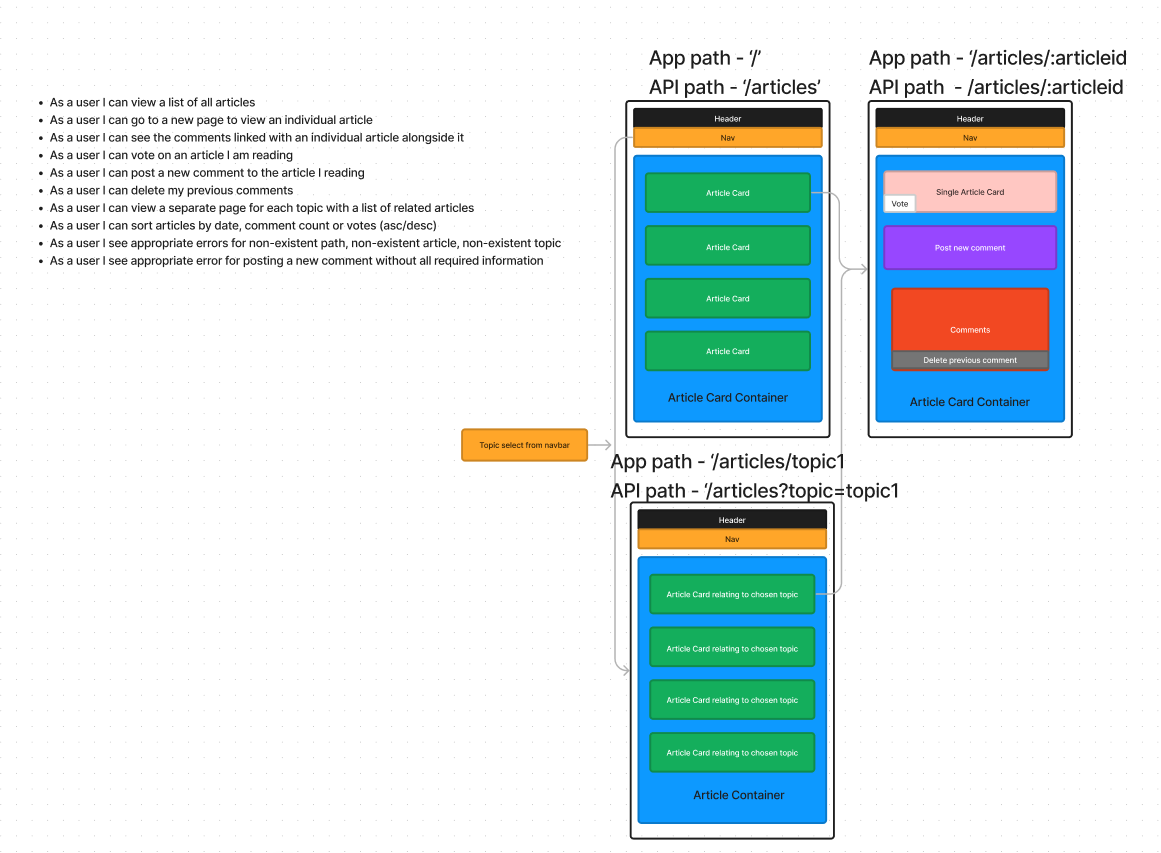 As a user I can view a list of all articles
As a user I can go to a new page to view an individual article
As a user I can see the comments linked with an individual article alongside it
As a user I can vote on an article I am reading
As a user I can post a new comment to the article I reading
As a user I can delete my previous comments
As a user I can view a separate page for each topic with a list of related articles
As a user I can sort articles by date, comment count or votes (asc/desc)
As a user I see appropriate errors for non-existent path, non-existent article, non-existent topic
As a user I see appropriate error for posting a new comment without all required information
App path - ‘/’
API path - ‘/articles’
Header
Nav
Article Card
Article Card
Article Card
Article Card
Article Card Container
App path - ‘/articles/:articleid
API path  - /articles/:articleid
Header
Nav
Single Article Card
Vote
Post new comment
Comments
Delete previous comment
Article Card Container
Topic select from navbar
App path - ‘/articles/topic1
API path - ‘/articles?topic=topic1
Header
Nav
Article Card relating to chosen topic
Article Card relating to chosen topic
Article Card relating to chosen topic
Article Card relating to chosen topic
Article Container